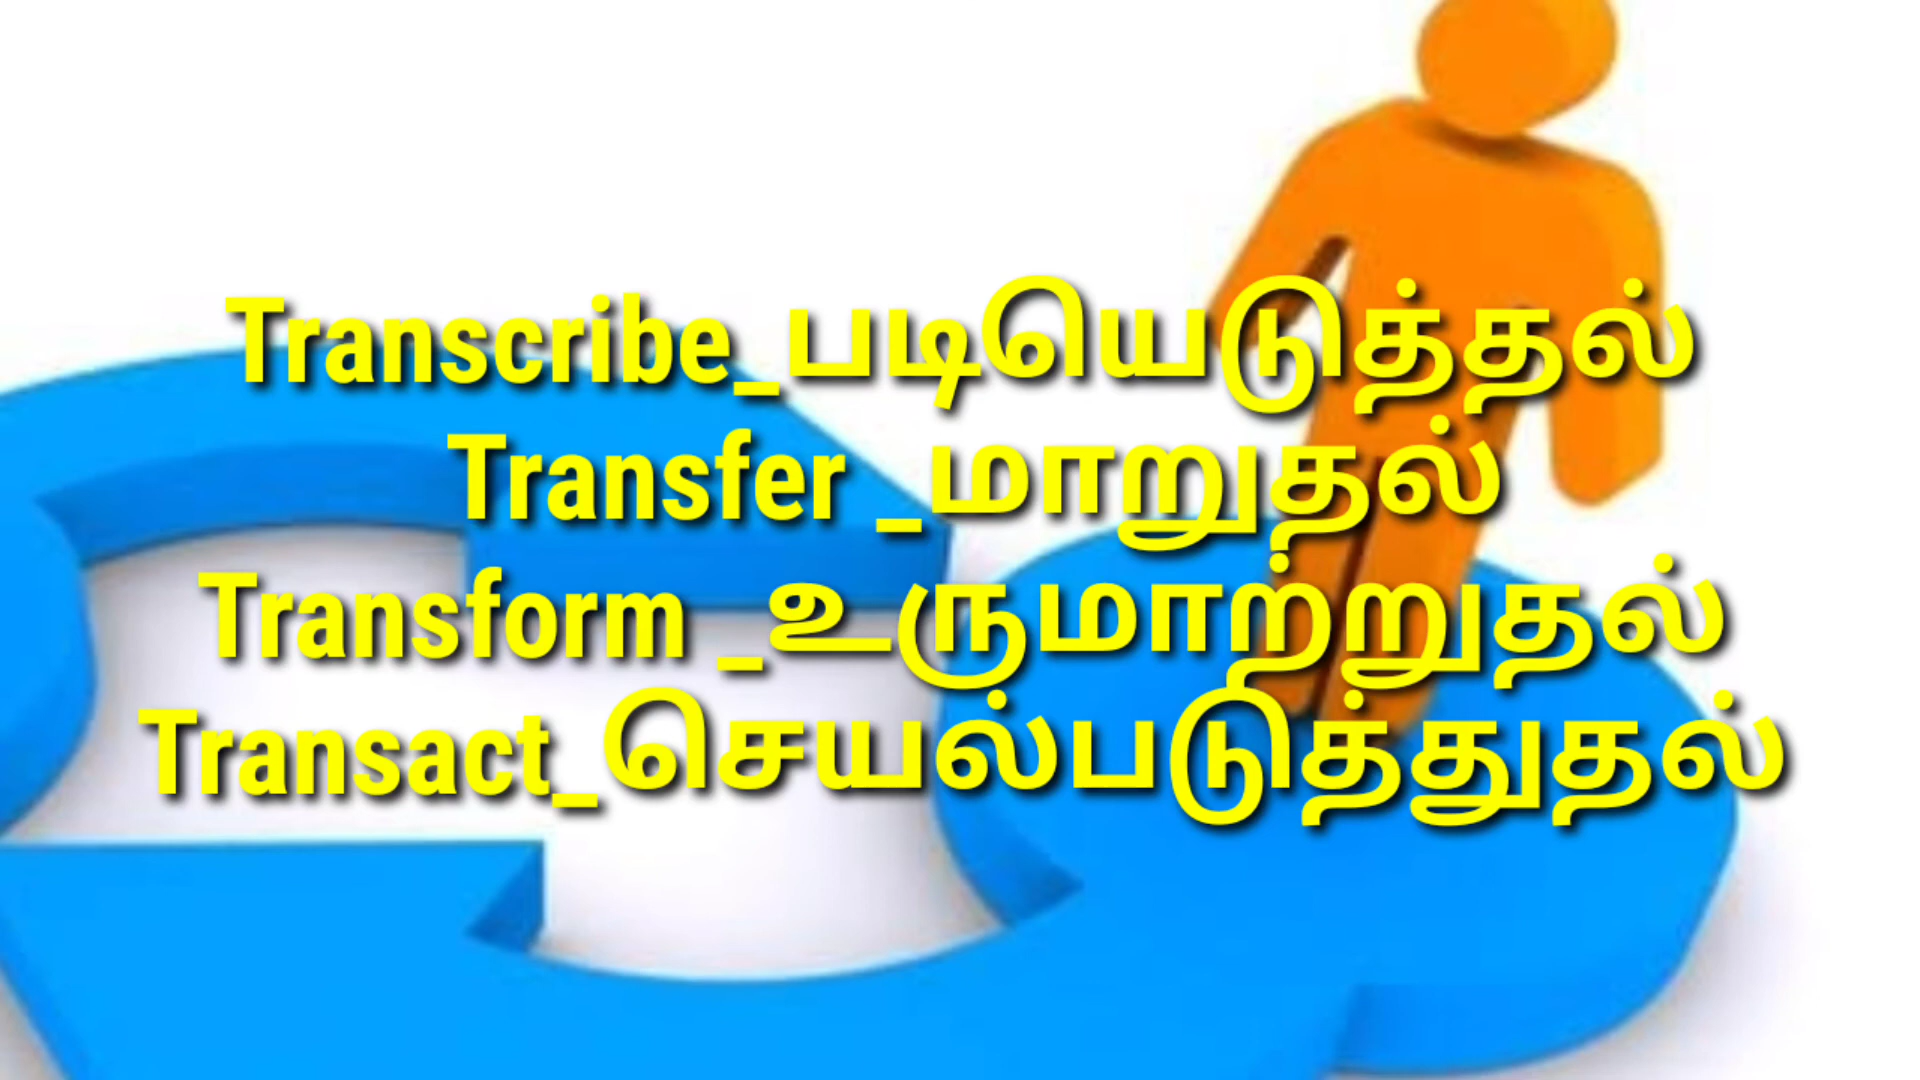 Transcribe_படியெடுத்தல்
Transfer _மாறுதல்
Transform _உருமாற்றுதல்
Transact_செயல்படுத்துதல்